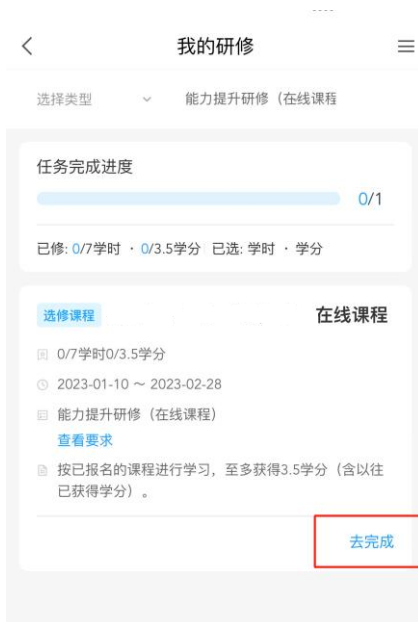 我的研修
选择类型 能力提升研修（在线课程
任务完成进度
0/1
已修: 0/7学时 · 0/3.5学分 已选: 学时 · 学分
选修课程 在线课程
0/7学时0/3.5学分
2023-01-10 ～ 2023-02-28
能力提升研修（在线课程）
查看要求
按已报名的课程进行学习，至多获得3.5学分（含以往
已获得学分）。
去完成